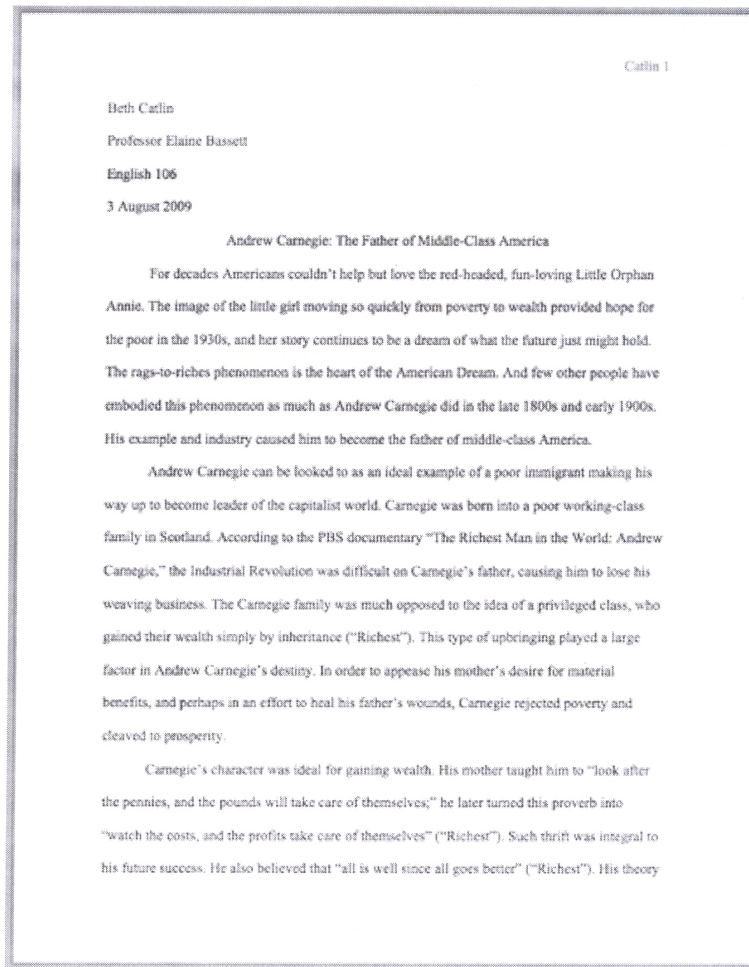 Catlin 1
Beth Catlin
Professor Elaine Bassett
English 106
3 August 2009
Andrew Carnegie: The Father of Middle-Class America
For decades Americans couldn't help but love the red-headed, fun-loving Little Orphan
Annie. The image of the little girl moving so quickly from poverty to wealth provided hope for
the poor in the 1930s, and her story continues to be a dream of what the future just might hold.
The rags-to-riches phenomenon is the heart of the American Dream. And few other people have
embodied this phenomenon as much as Andrew Carnegie did in the late 1800s and early 1900s.
His example and industry caused him to become the father of middle-class America.
Andrew Carnegie can be looked to as an ideal example of a poor immigrant making his
way up to become leader of the capitalist world. Carnegie was born into a poor working-class
family in Scotland. According to the PBS documentary “The Richest Man in the World: Andrew
Carnegie,” the Industrial Revolution was difficult on Carnegie's father, causing him to lose his
weaving business. The Carnegie family was much opposed to the idea of a privileged class, who
gained their wealth simply by inheritance (“Richest”). This type of upbringing played a large
factor in Andrew Carnegie's destiny. In order to appease his mother's desire for material
benefits, and perhaps in an effort to heal his father's wounds, Carnegie rejected poverty and
cleaved to prosperity.
Carnegie's character was ideal for gaining wealth. His mother taught him to “look after
the pennies, and the pounds will take care of themselves;” he later turned this proverb into
“watch the costs, and the profits take care of themselves” (“Richest”). Such thrift was integral to
his future success. He also believed that “all is well since all goes better” (“Richest”). His theory